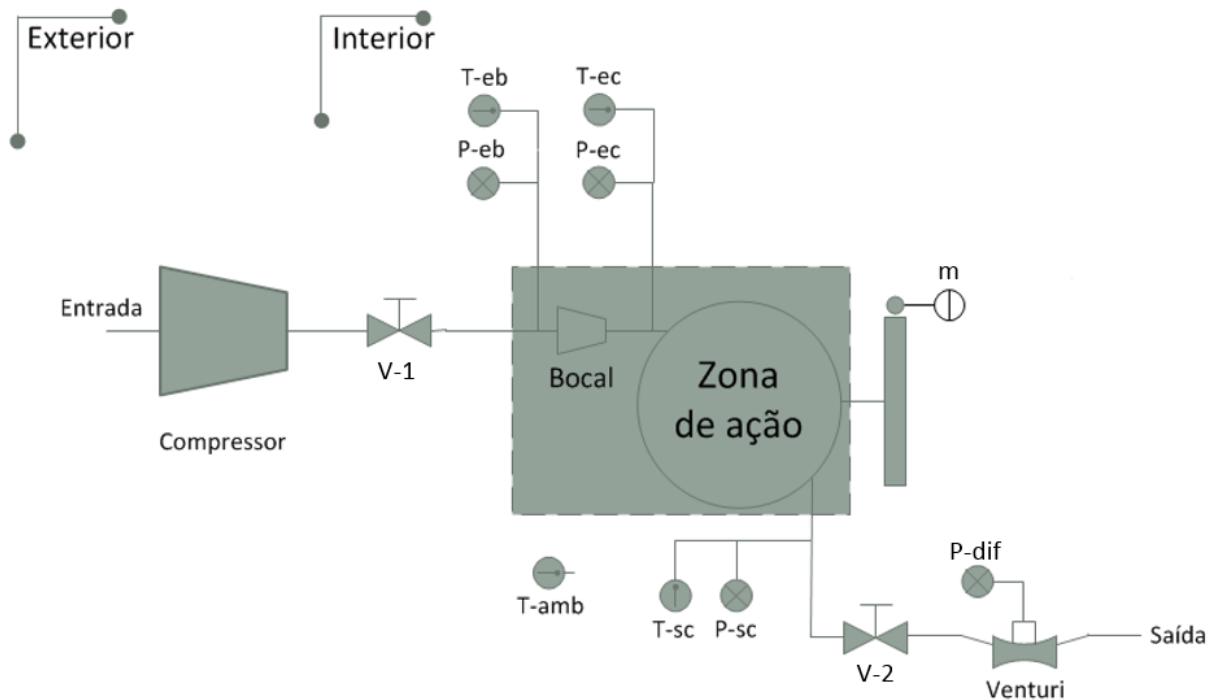 Exterior
Interior
T-eb
T-ec
P-eb
P-ec
Entrada
V-1
Compressor
Bocal
Zona
de ação
m
T-amb
T-sc
P-sc
P-dif
V-2
Venturi
Saída